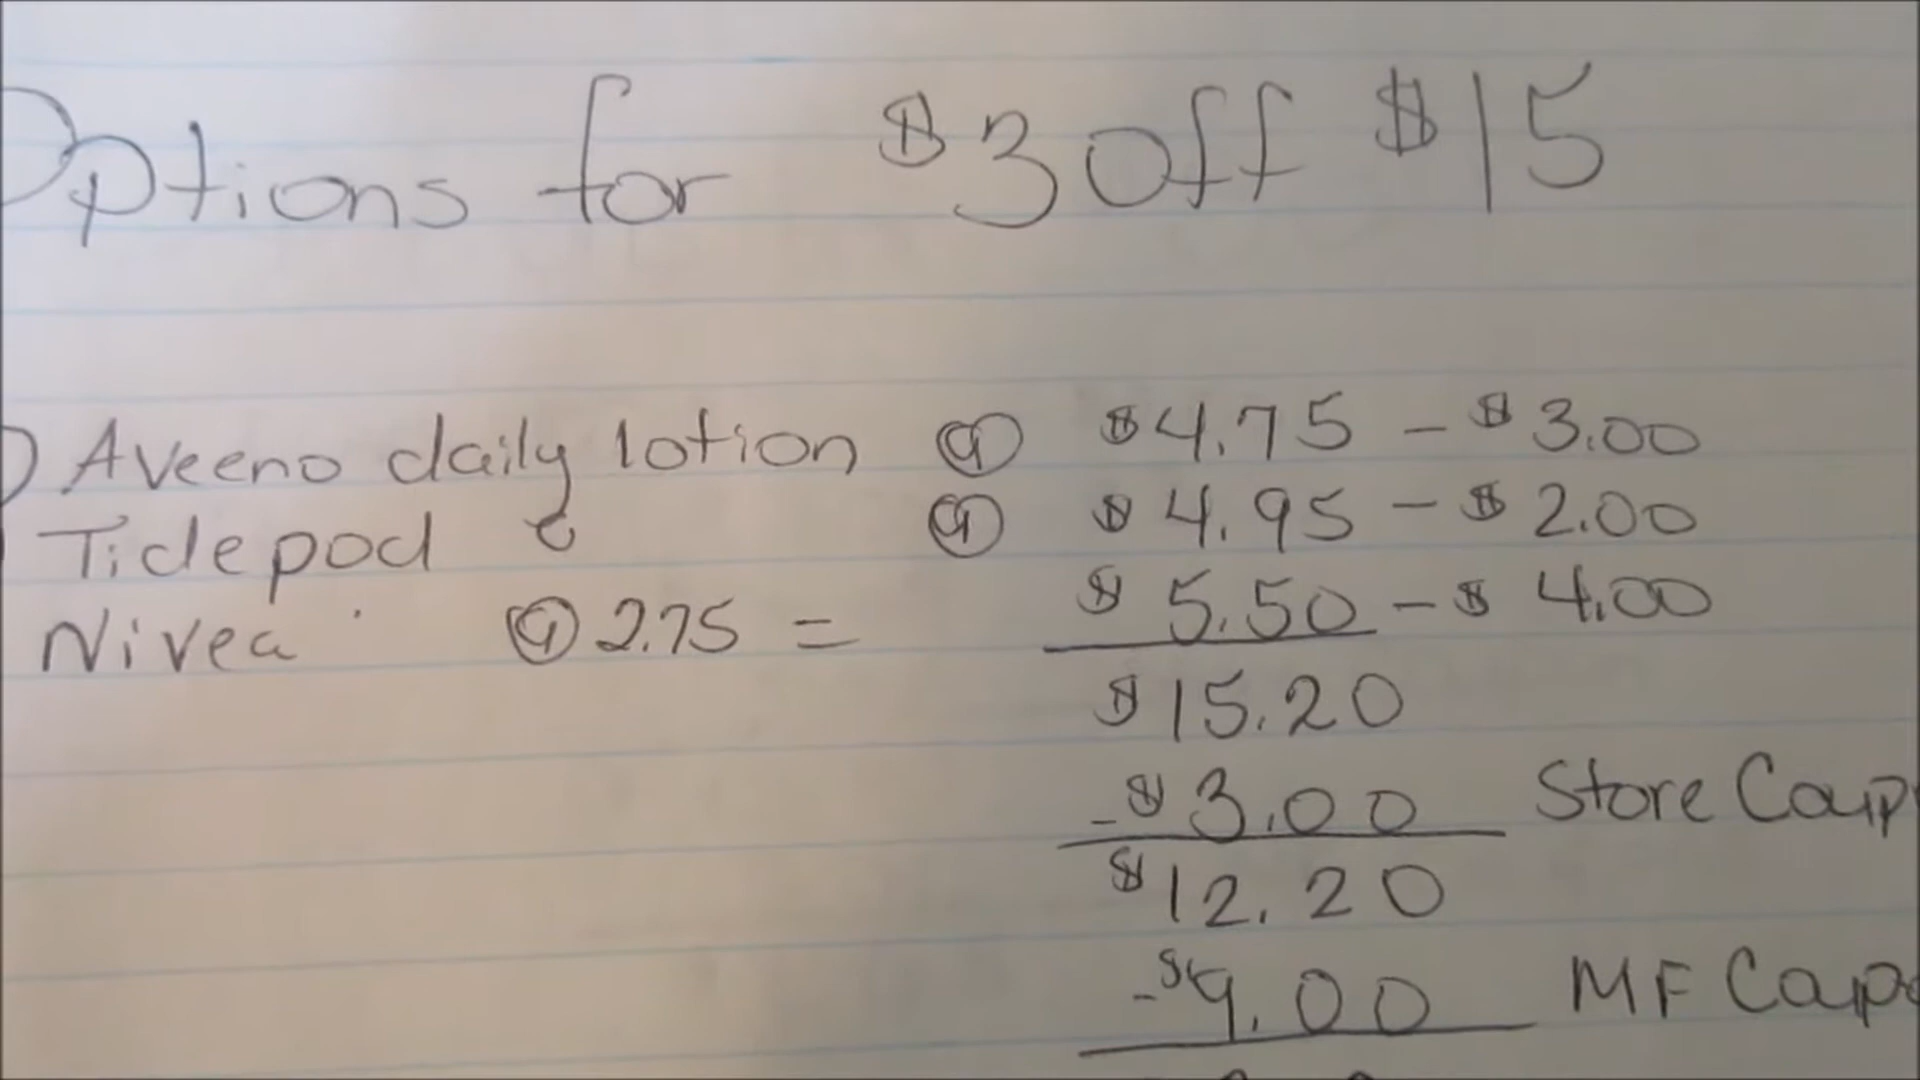 Options for $3 off $15
) Aveeno daily lotion @ $4.75 - $3.00
Tidepod @ $4.95 - $2.00
Nivea @ 2.75 = $5.50 - $4.00
$15.20
-$3.00 Store Coup
$12.20
-$9.00 MF Coup